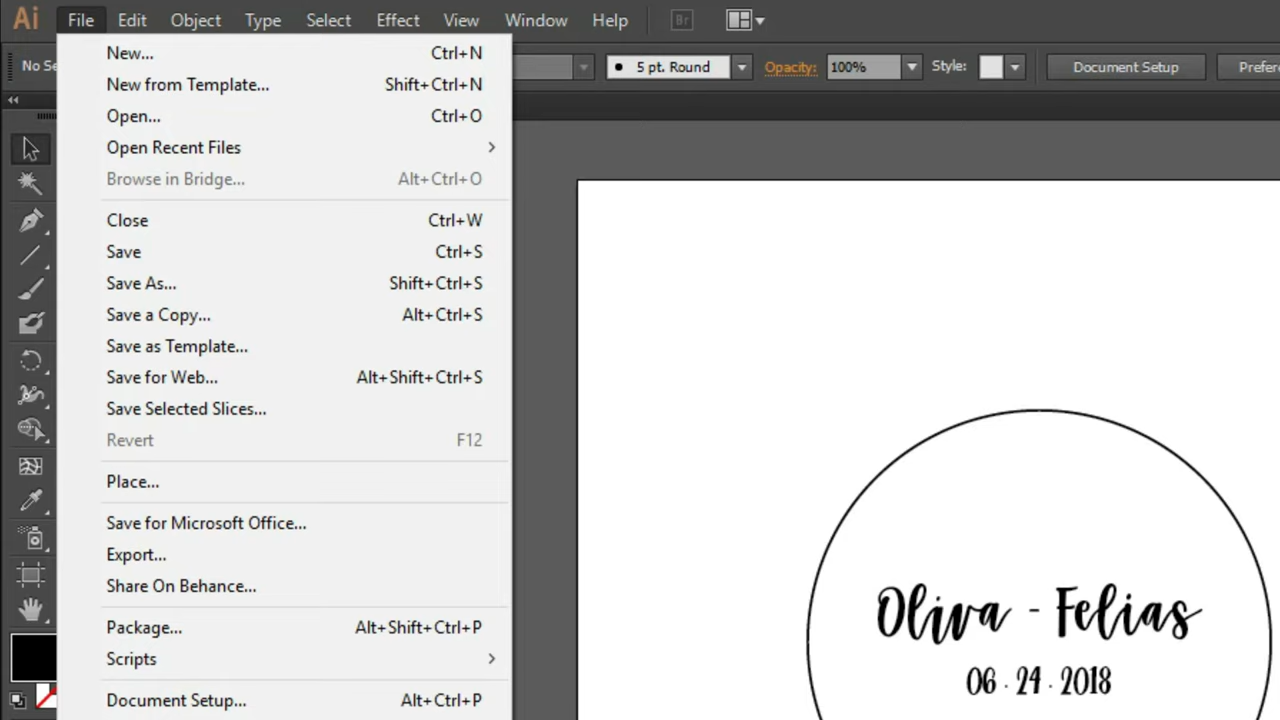 Ai File Edit Object Type Select Effect View Window Help Br
No Se
5 pt. Round Opacity: 100% Style: Document Setup Prefer
New... Ctrl+N
New from Template... Shift+Ctrl+N
Open... Ctrl+O
Open Recent Files
Browse in Bridge... Alt+Ctrl+O
Close Ctrl+W
Save Ctrl+S
Save As... Shift+Ctrl+S
Save a Copy... Alt+Ctrl+S
Save as Template...
Save for Web... Alt+Shift+Ctrl+S
Save Selected Slices...
Revert F12
Place...
Save for Microsoft Office...
Export...
Share On Behance...
Package... Alt+Shift+Ctrl+P
Scripts
Document Setup... Alt+Ctrl+P
Oliva - Felias
06 · 24 · 2018